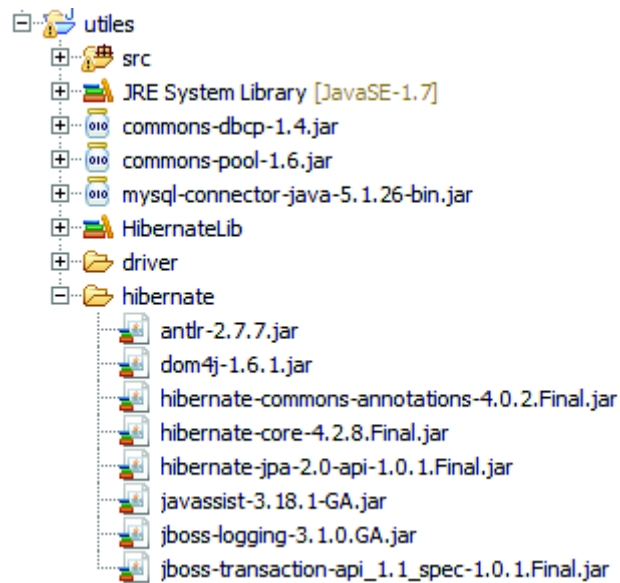 utiles
src
JRE System Library [JavaSE-1.7]
commons-dbcp-1.4.jar
commons-pool-1.6.jar
mysql-connector-java-5.1.26-bin.jar
HibernateLib
driver
hibernate
antlr-2.7.7.jar
dom4j-1.6.1.jar
hibernate-commons-annotations-4.0.2.Final.jar
hibernate-core-4.2.8.Final.jar
hibernate-jpa-2.0-api-1.0.1.Final.jar
javassist-3.18.1-GA.jar
jboss-logging-3.1.0.GA.jar
jboss-transaction-api_1.1_spec-1.0.1.Final.jar